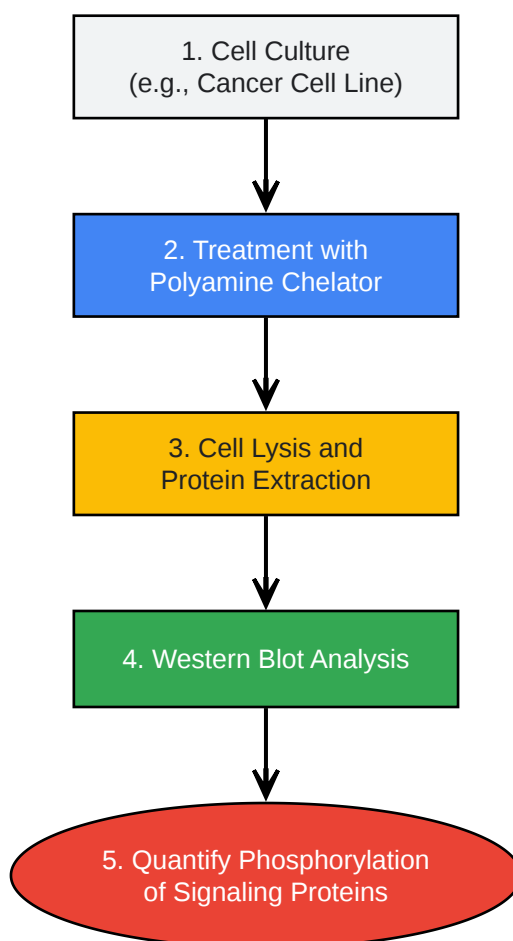 1. Cell Culture
(e.g., Cancer Cell Line)
2. Treatment with
Polyamine Chelator
3. Cell Lysis and
Protein Extraction
4. Western Blot Analysis
5. Quantify Phosphorylation
of Signaling Proteins